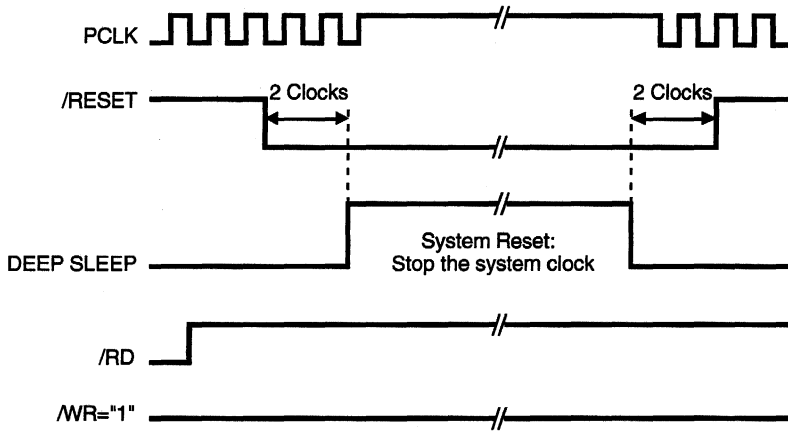 PCLK
/RESET
2 Clocks
2 Clocks
DEEP SLEEP
System Reset:
Stop the system clock
/RD
/WR="1"